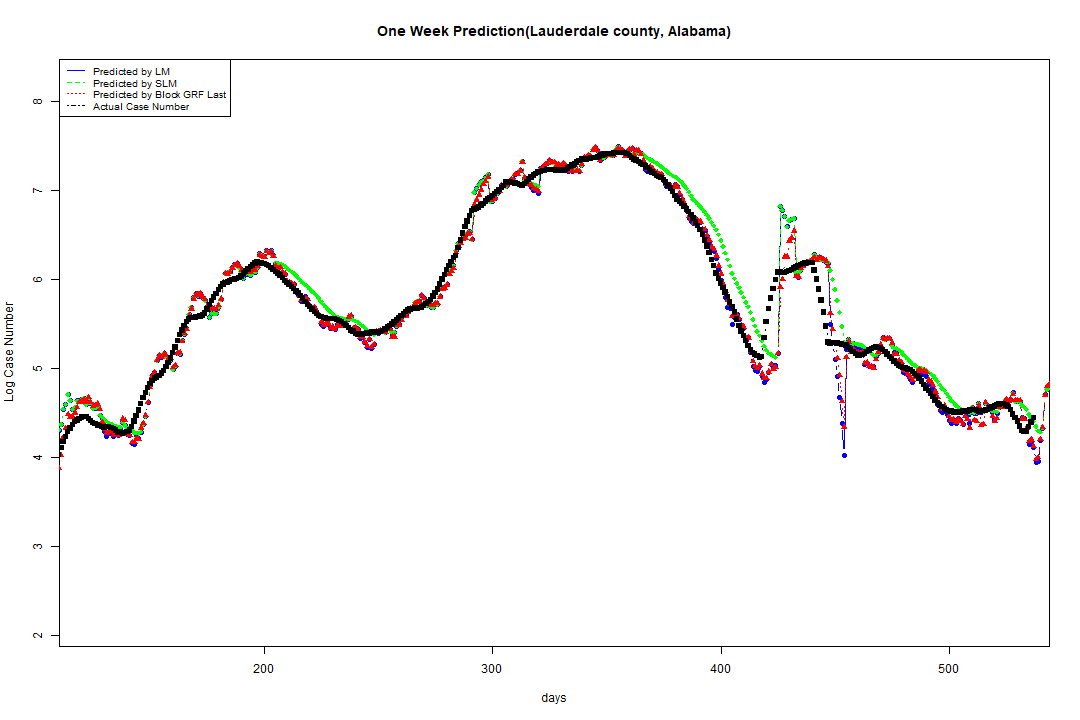 One Week Prediction(Lauderdale county, Alabama)
Predicted by LM
Predicted by SLM
Predicted by Block GRF Last
Actual Case Number
8
7
6
5
4
3
2
Log Case Number
200 300 400 500
days